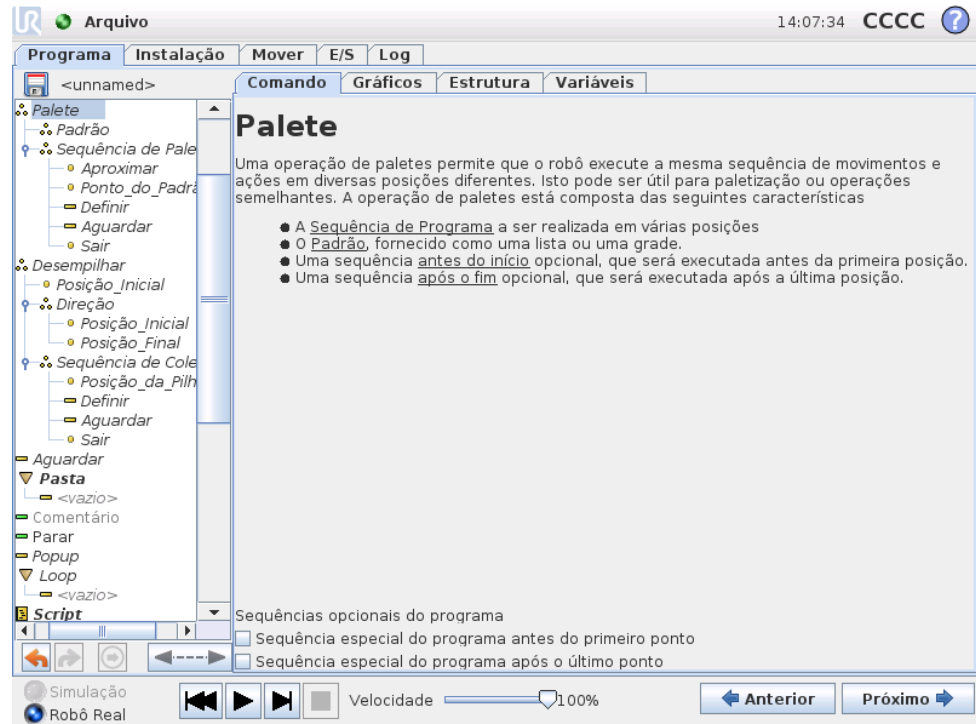 UR Arquivo 14:07:34 CCCC ?
Programa Instalação Mover E/S Log
<unnamed>
Comando Gráficos Estrutura Variáveis
Palete
Padrão
Sequência de Pale
Aproximar
Ponto_do_Padrã
Definir
Aguardar
Sair
Desempilhar
Posição_Inicial
Direção
Posição_Inicial
Posição_Final
Sequência de Cole
Posição_da_Pilh
Definir
Aguardar
Sair
Aguardar
Pasta
<vazio>
Comentário
Parar
Popup
Loop
<vazio>
Script
Palete
Uma operação de paletes permite que o robô execute a mesma sequência de movimentos e
ações em diversas posições diferentes. Isto pode ser útil para paletização ou operações
semelhantes. A operação de paletes está composta das seguintes características
A Sequência de Programa a ser realizada em várias posições
O Padrão, fornecido como uma lista ou uma grade.
Uma sequência antes do início opcional, que será executada antes da primeira posição.
Uma sequência após o fim opcional, que será executada após a última posição.
Sequências opcionais do programa
Sequência especial do programa antes do primeiro ponto
Sequência especial do programa após o último ponto
Simulação
Robô Real
Velocidade 100%
Anterior Próximo